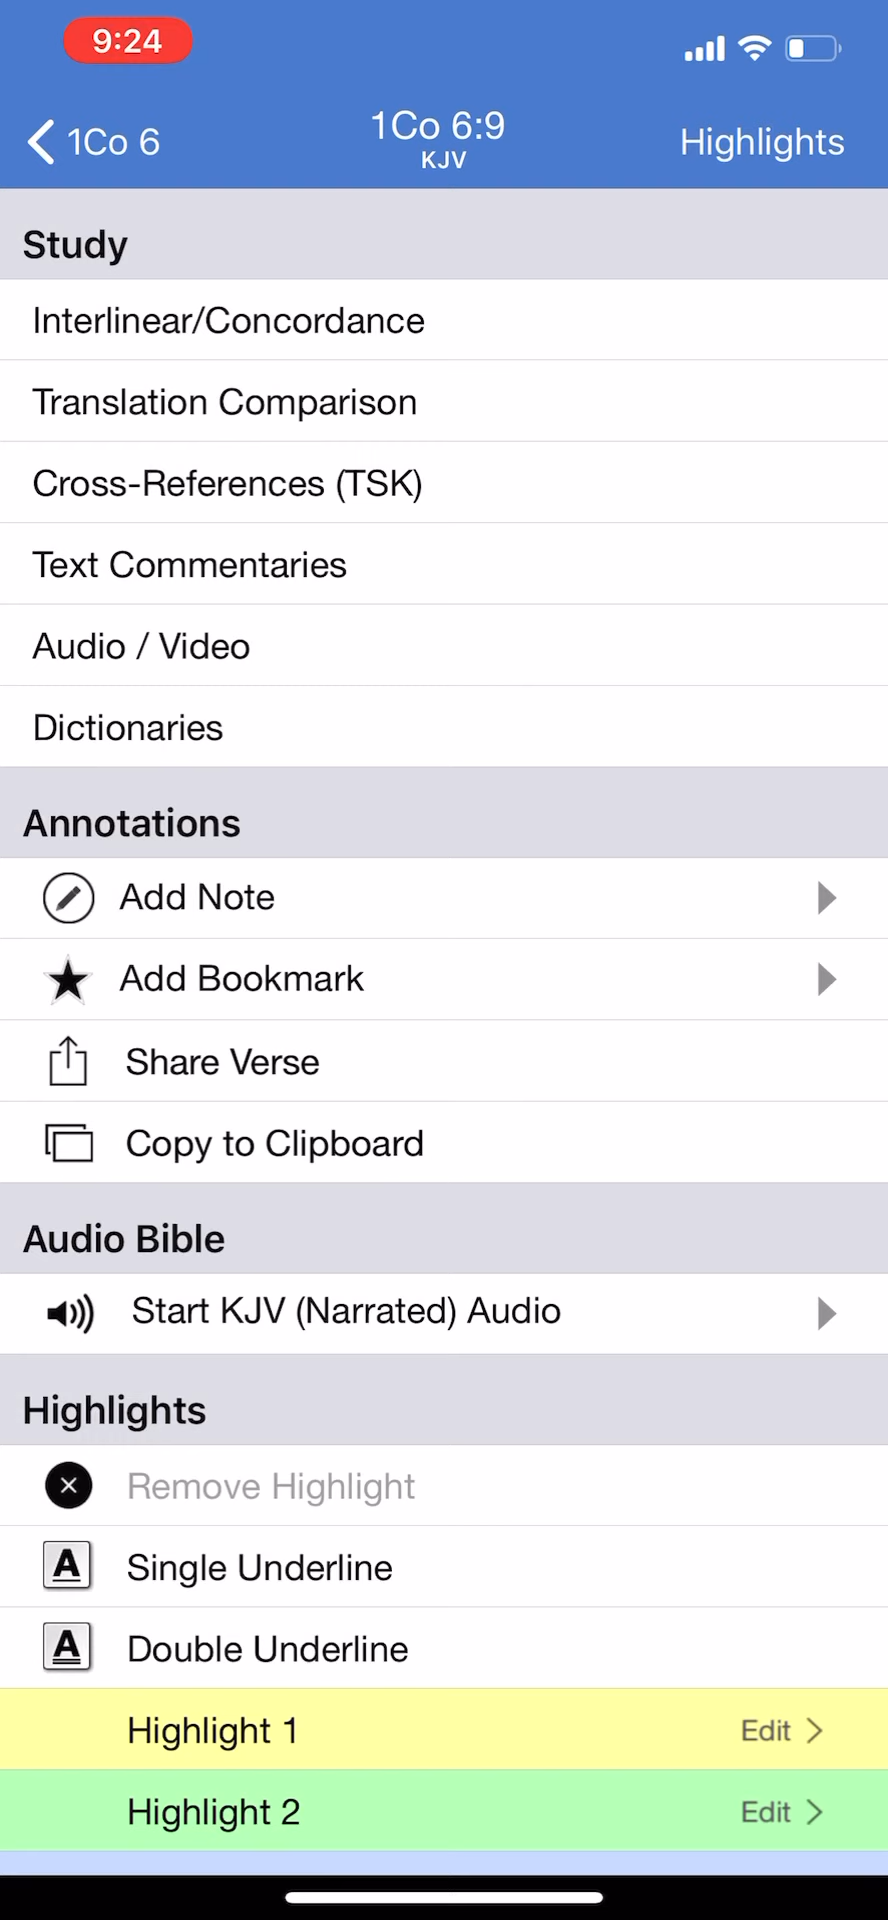 9:24
1Co 6
1Co 6:9
KJV
Highlights
Study
Interlinear/Concordance
Translation Comparison
Cross-References (TSK)
Text Commentaries
Audio / Video
Dictionaries
Annotations
Add Note
Add Bookmark
Share Verse
Copy to Clipboard
Audio Bible
Start KJV (Narrated) Audio
Highlights
Remove Highlight
A Single Underline
A Double Underline
Highlight 1 Edit
Highlight 2 Edit